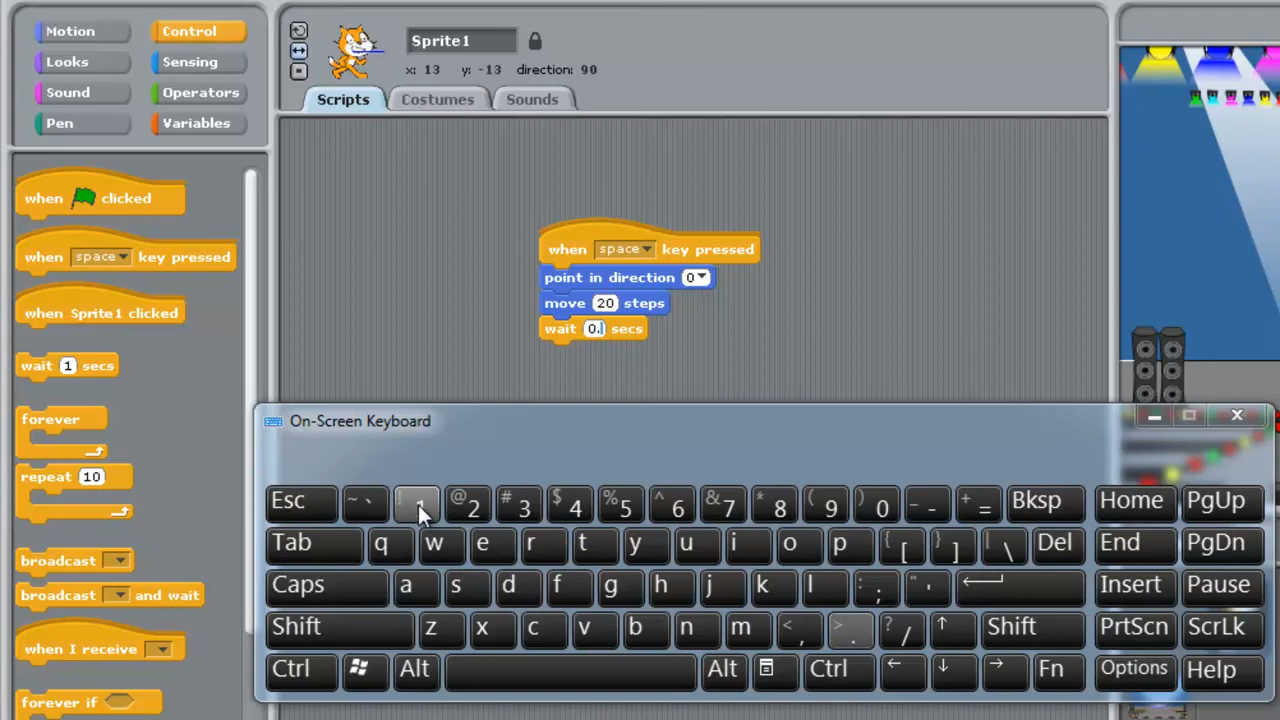 Motion Control
Looks Sensing
Sound Operators
Pen Variables
when clicked
when space key pressed
when Sprite1 clicked
wait 1 secs
forever
repeat 10
broadcast
broadcast and wait
when I receive
forever if
Sprite1
x: 13 y: -13 direction: 90
Scripts Costumes Sounds
when space key pressed
point in direction 0
move 20 steps
wait 0. secs
On-Screen Keyboard
Esc ~ ` ! @ 2 # 3 $ 4 % 5 ^ 6 & 7 * 8 ( 9 ) 0 _ - + = Bksp Home PgUp
Tab q w e r t y u i o p { [ } ] | \ Del End PgDn
Caps a s d f g h j k l : ; " ' Insert Pause
Shift z x c v b n m < , > . ? / ↑ Shift PrtScn ScrLk
Ctrl Alt Alt Ctrl ← ↓ → Fn Options Help